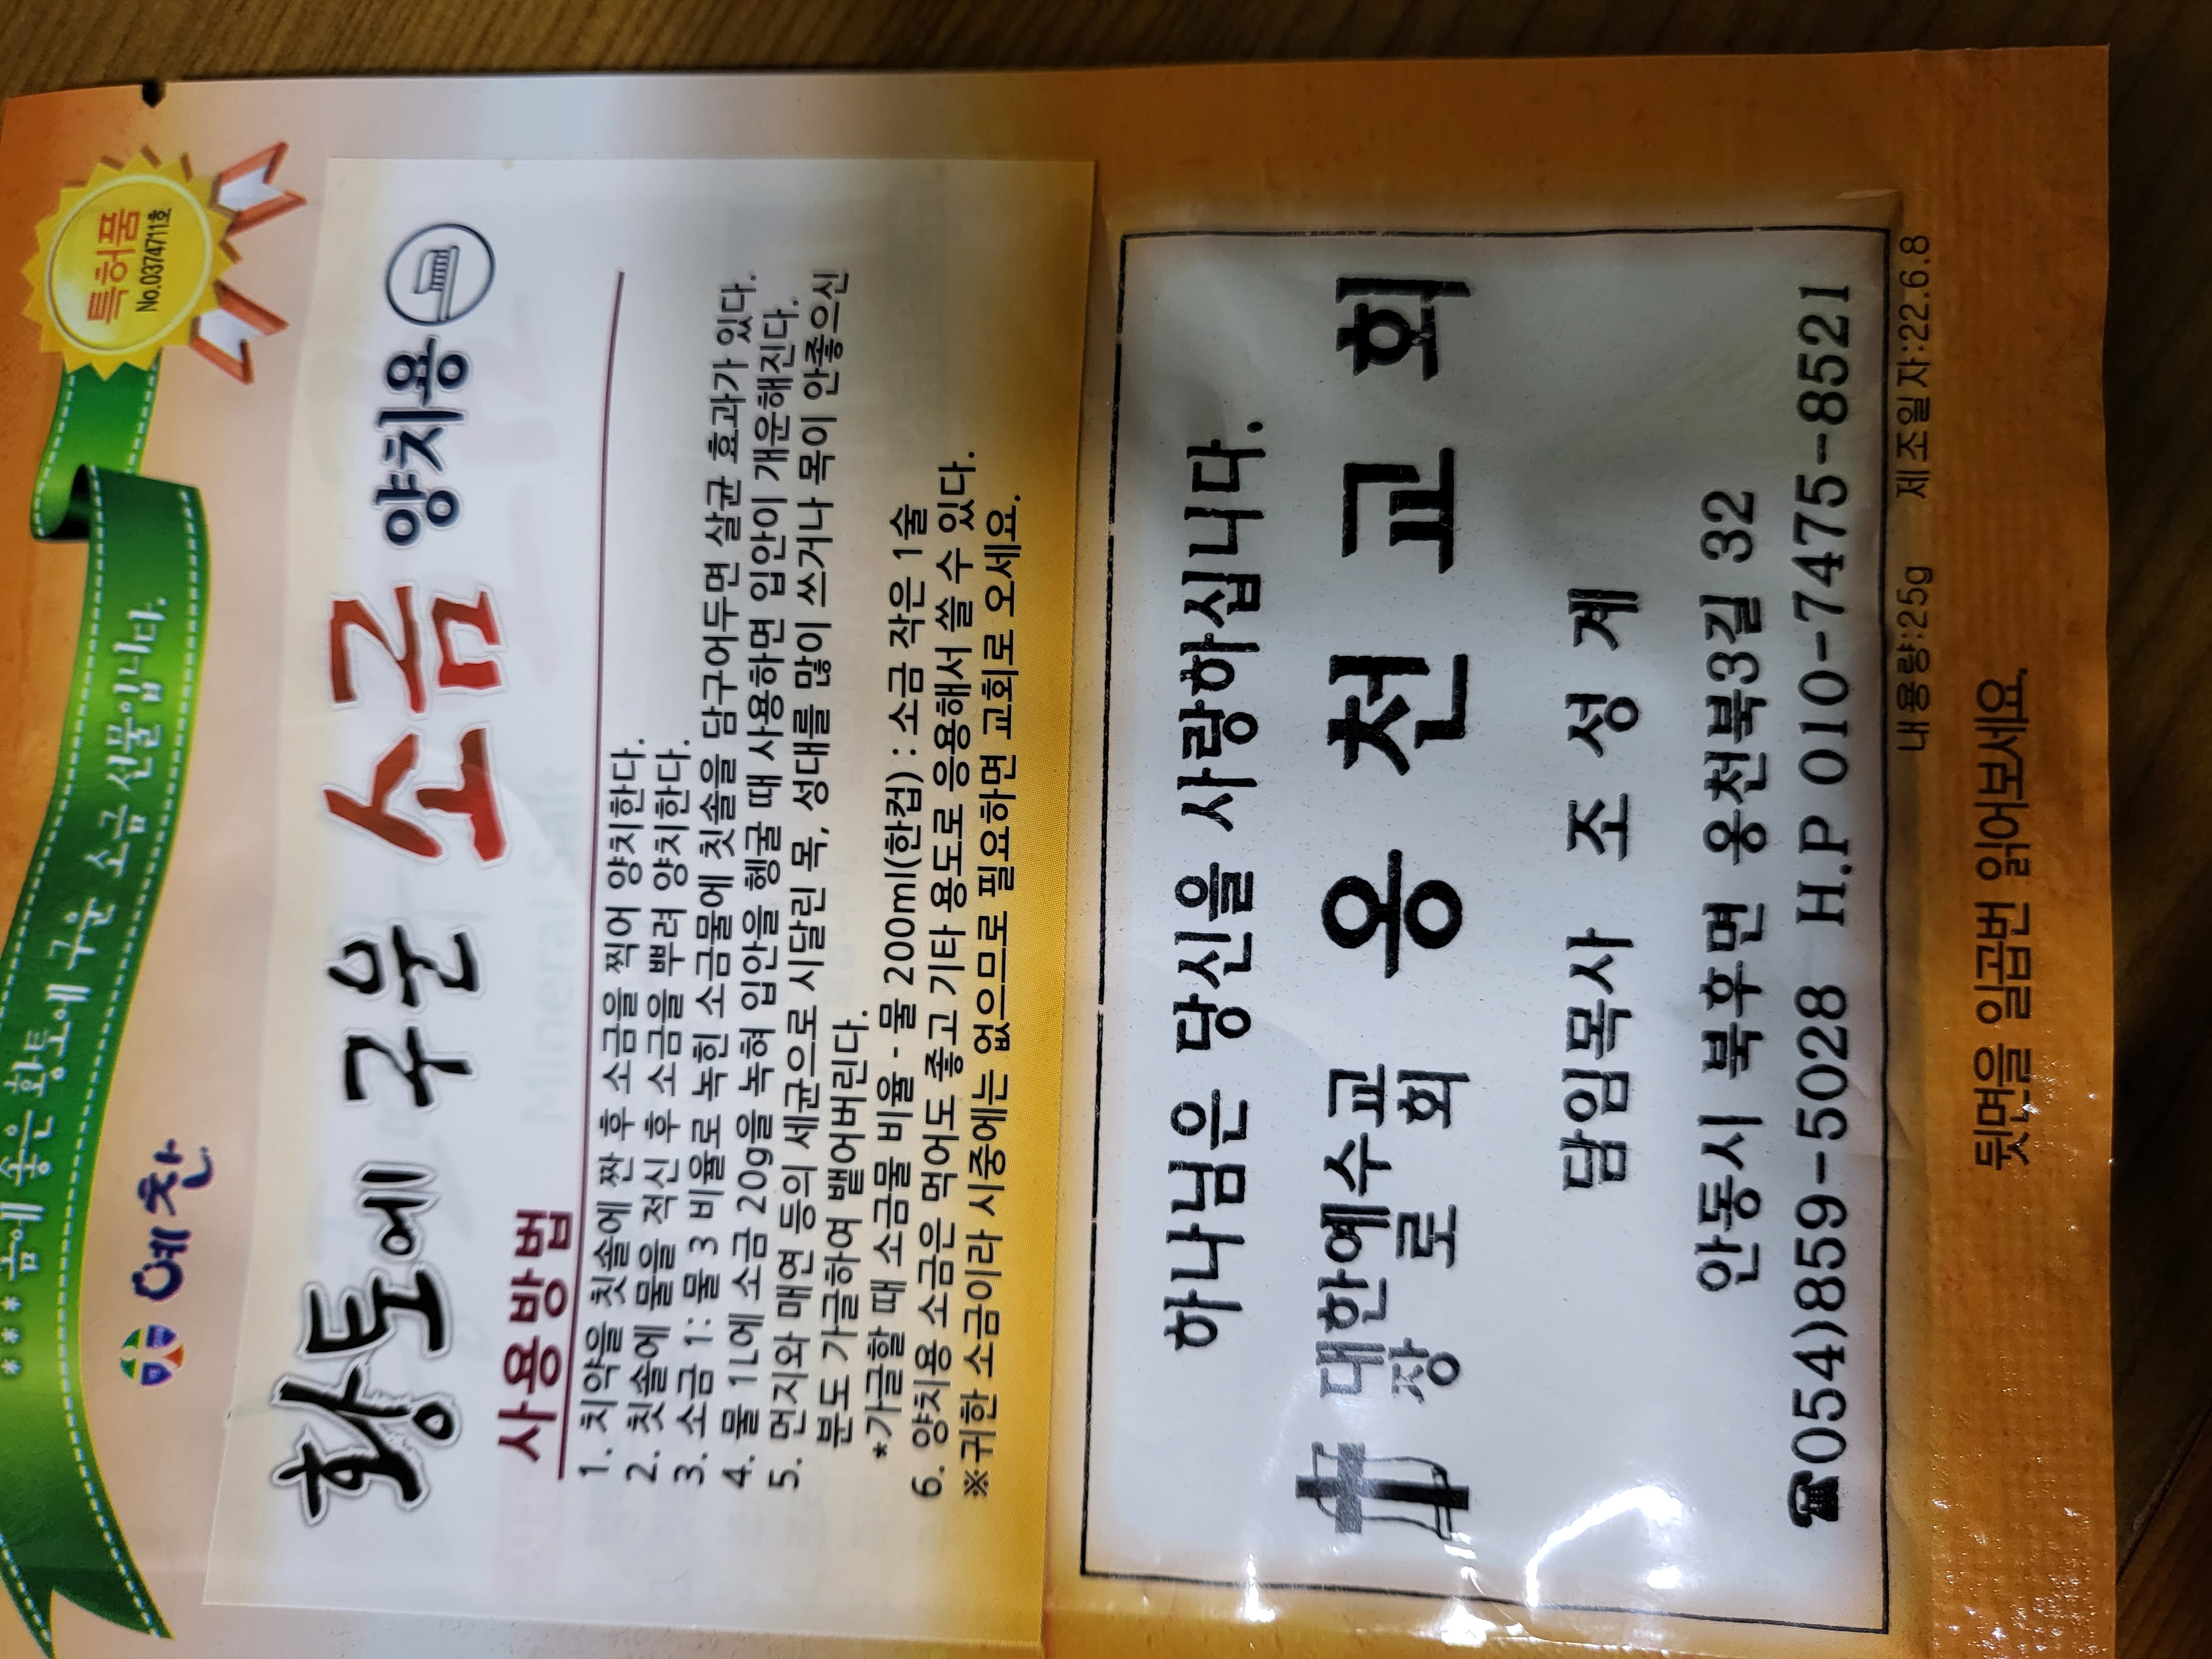 **** 몸에 좋은 황토에 구운 소금 선물입니다.
특허품
No.0374711호
예찬
황토에 구운 소금 양치용
사용방법
1. 치약을 칫솔에 짠 후 소금을 찍어 양치한다.
2. 칫솔에 물을 적신 후 소금을 뿌려 양치한다.
3. 소금 1: 물 3 비율로 녹힌 소금물에 칫솔을 담구어두면 살균 효과가 있다.
4. 물 1L에 소금 20g을 녹혀 입안을 헹굴 때 사용하면 입안이 개운해진다.
5. 먼지와 매연 등의 세균으로 시달린 목, 성대를 많이 쓰거나 목이 안좋으신
분도 가글하여 뱉어버린다.
*가글할 때 소금물 비율 - 물 200ml(한컵) : 소금 작은 1술
6. 양치용 소금은 먹어도 좋고 기타 용도로 응용해서 쓸 수 있다.
※귀한 소금이라 시중에는 없으므로 필요하면 교회로 오세요.
하나님은 당신을 사랑하십니다.
대한예수교
장로회
옹천교회
담임목사 조성계
안동시 북후면 옹천북3길 32
☎054)859-5028 H.P 010-7475-8521
내용량:25g 제조일자:22.6.8
뒷면을 일곱번 읽어보세요.